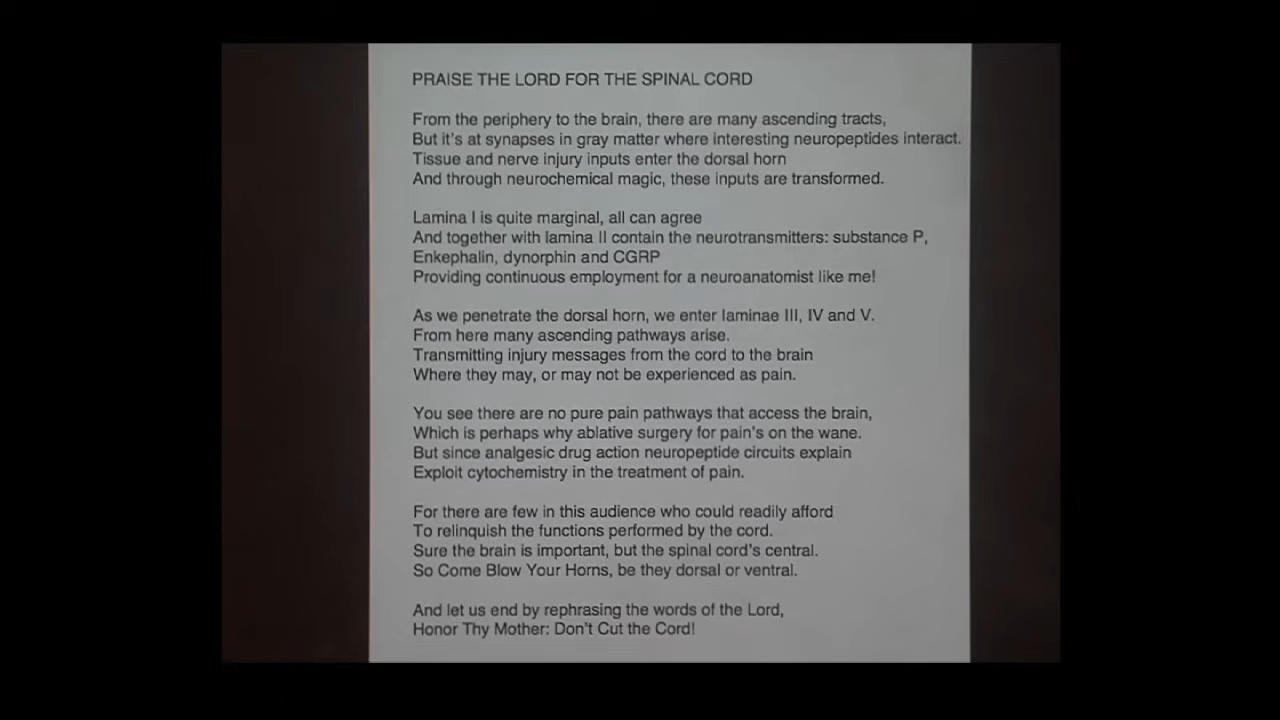 PRAISE THE LORD FOR THE SPINAL CORD
From the periphery to the brain, there are many ascending tracts,
But it's at synapses in gray matter where interesting neuropeptides interact.
Tissue and nerve injury inputs enter the dorsal horn
And through neurochemical magic, these inputs are transformed.
Lamina I is quite marginal, all can agree
And together with lamina II contain the neurotransmitters: substance P,
Enkephalin, dynorphin and CGRP
Providing continuous employment for a neuroanatomist like me!
As we penetrate the dorsal horn, we enter laminae III, IV and V.
From here many ascending pathways arise.
Transmitting injury messages from the cord to the brain
Where they may, or may not be experienced as pain.
You see there are no pure pain pathways that access the brain,
Which is perhaps why ablative surgery for pain's on the wane.
But since analgesic drug action neuropeptide circuits explain
Exploit cytochemistry in the treatment of pain.
For there are few in this audience who could readily afford
To relinquish the functions performed by the cord.
Sure the brain is important, but the spinal cord's central.
So Come Blow Your Horns, be they dorsal or ventral.
And let us end by rephrasing the words of the Lord,
Honor Thy Mother: Don't Cut the Cord!